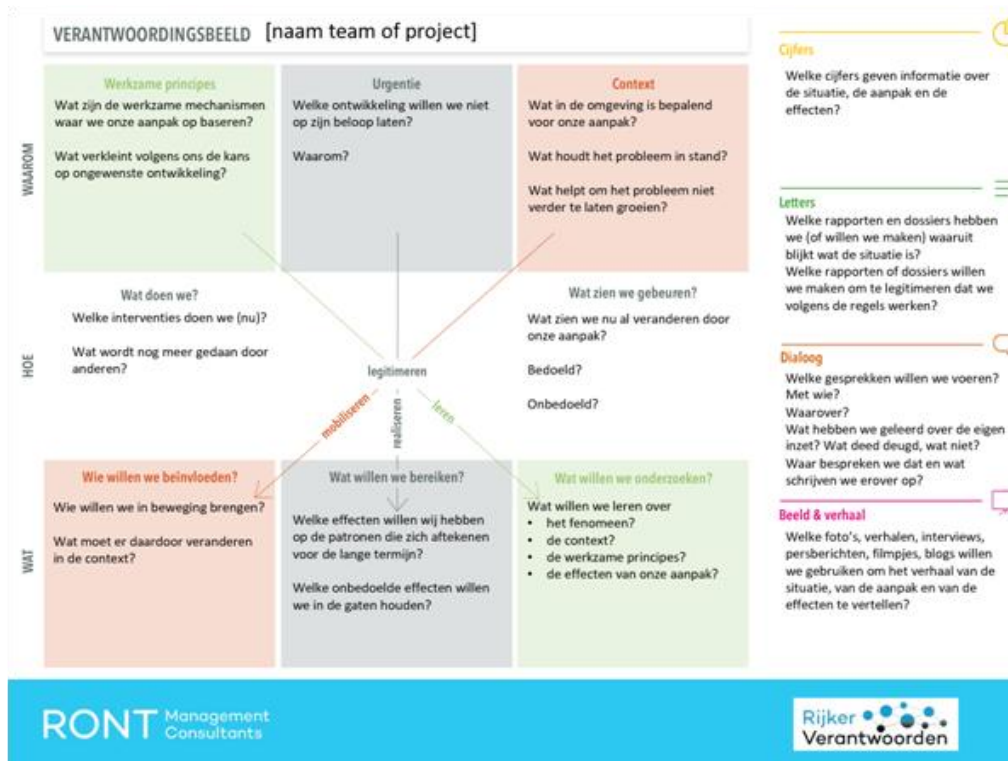 VERANTWOORDINGSBEELD [naam team of project]
WAAROM
Werkzame principes
Wat zijn de werkzame mechanismen
waar we onze aanpak op baseren?
Wat verkleint volgens ons de kans
op ongewenste ontwikkeling?
Urgentie
Welke ontwikkeling willen we niet
op zijn beloop laten?
Waarom?
Context
Wat in de omgeving is bepalend
voor onze aanpak?
Wat houdt het probleem in stand?
Wat helpt om het probleem niet
verder te laten groeien?
HOE
Wat doen we?
Welke interventies doen we (nu)?
Wat wordt nog meer gedaan door
anderen?
legitimeren
mobiliseren
realiseren
leren
Wat zien we gebeuren?
Wat zien we nu al veranderen door
onze aanpak?
Bedoeld?
Onbedoeld?
WAT
Wie willen we beïnvloeden?
Wie willen we in beweging brengen?
Wat moet er daardoor veranderen
in de context?
Wat willen we bereiken?
Welke effecten willen wij hebben
op de patronen die zich aftekenen
voor de lange termijn?
Welke onbedoelde effecten willen
we in de gaten houden?
Wat willen we onderzoeken?
Wat willen we leren over
• het fenomeen?
• de context?
• de werkzame principes?
• de effecten van onze aanpak?
Cijfers
Welke cijfers geven informatie over
de situatie, de aanpak en de
effecten?
Letters
Welke rapporten en dossiers hebben
we (of willen we maken) waaruit
blijkt wat de situatie is?
Welke rapporten of dossiers willen
we maken om te legitimeren dat we
volgens de regels werken?
Dialoog
Welke gesprekken willen we voeren?
Met wie?
Waarover?
Wat hebben we geleerd over de eigen
inzet? Wat deed deugd, wat niet?
Waar bespreken we dat en wat
schrijven we erover op?
Beeld & verhaal
Welke foto's, verhalen, interviews,
persberichten, filmpjes, blogs willen
we gebruiken om het verhaal van de
situatie, van de aanpak en van de
effecten te vertellen?
RONT Management
Consultants
Rijker
Verantwoorden